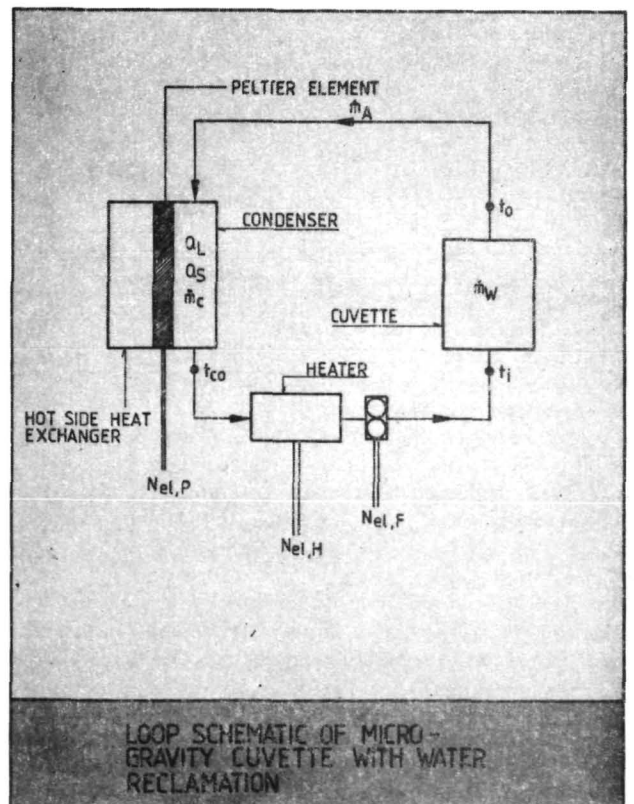 PELTIER ELEMENT
ṁA
to
CONDENSER
QL
QS
ṁc
ṁW
CUVETTE
tco
HEATER
ti
HOT SIDE HEAT
EXCHANGER
Nel,P
Nel,F
Nel,H
LOOP SCHEMATIC OF MICRO-
GRAVITY CUVETTE WITH WATER
RECLAMATION